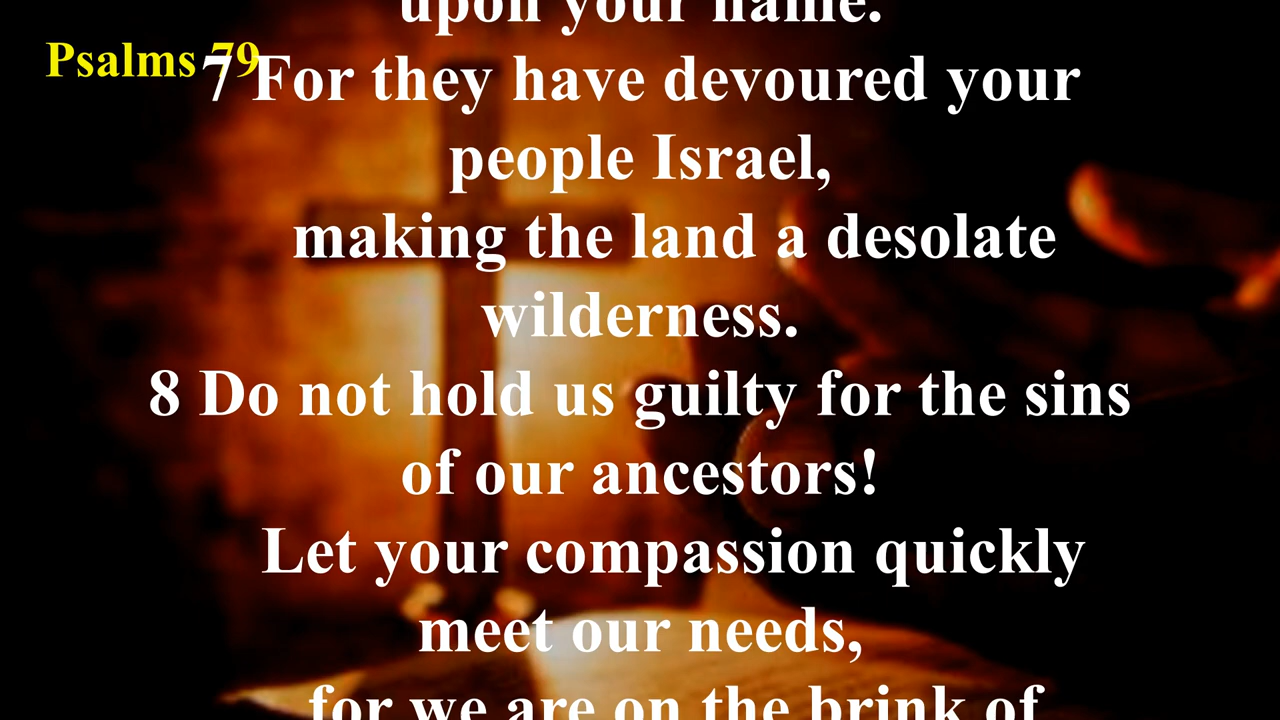 upon your name.
Psalms 79
7 For they have devoured your
people Israel,
making the land a desolate
wilderness.
8 Do not hold us guilty for the sins
of our ancestors!
Let your compassion quickly
meet our needs,
for we are on the brink of